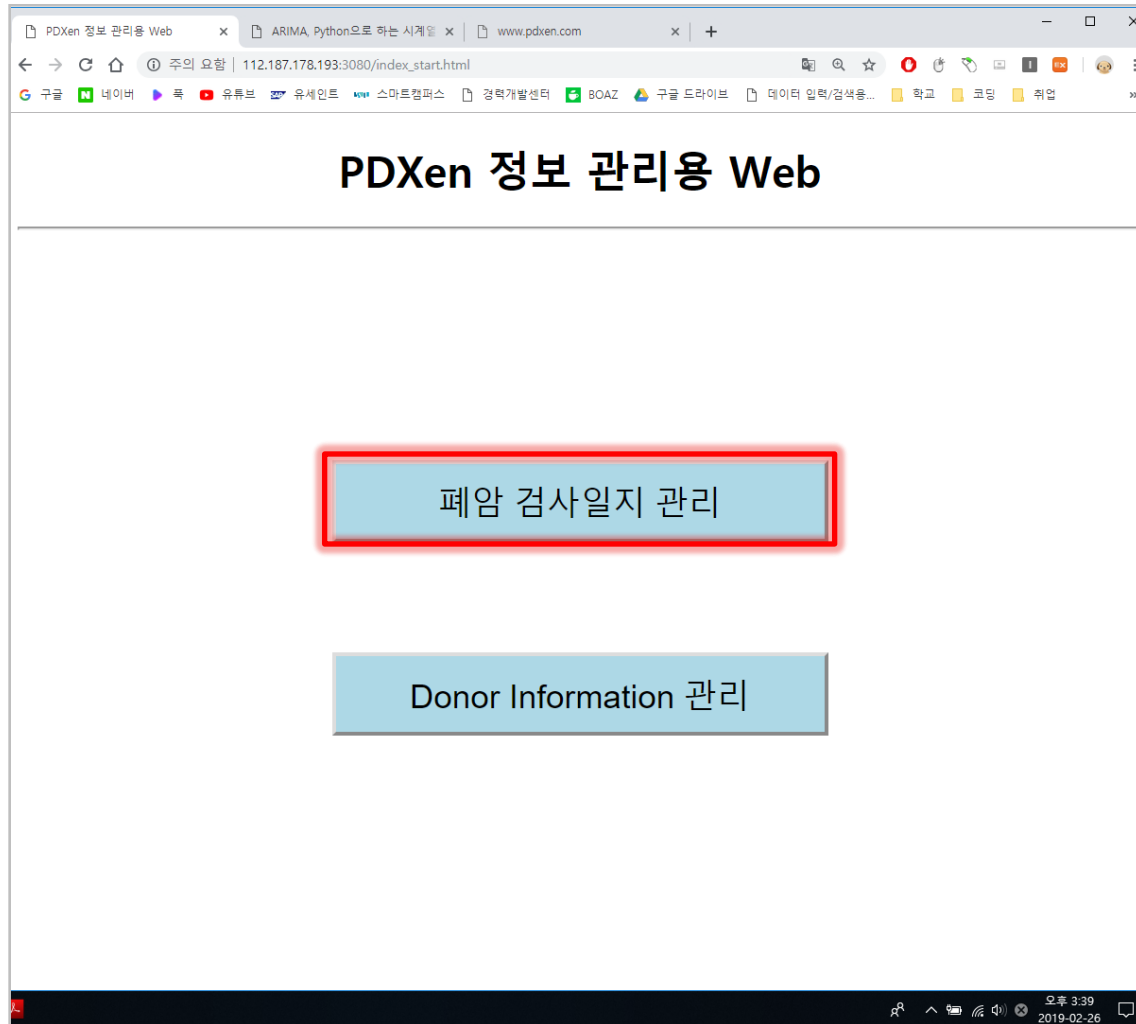 PDXen 정보 관리용 Web
ARIMA, Python으로 하는 시계열
www.pdxen.com
주의 요함 | 112.187.178.193:3080/index_start.html
구글 네이버 푹 유튜브 유세인트 스마트캠퍼스 경력개발센터 BOAZ 구글 드라이브 데이터 입력/검색용... 학교 코딩 취업 »
PDXen 정보 관리용 Web
폐암 검사일지 관리
Donor Information 관리
오후 3:39
2019-02-26